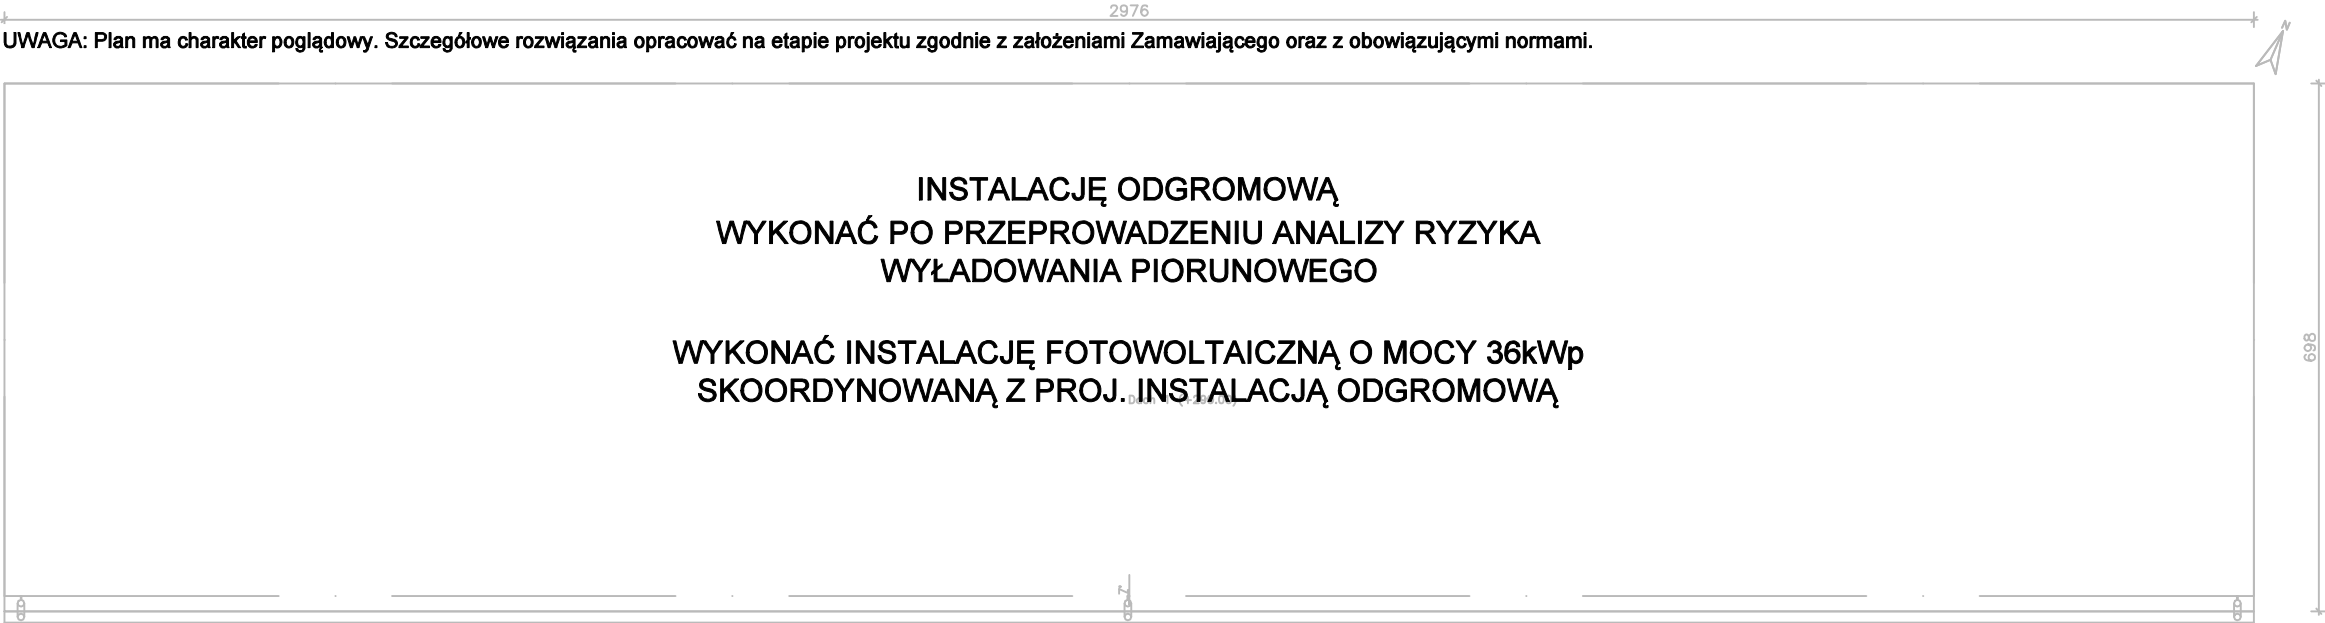 2976
N
UWAGA: Plan ma charakter poglądowy. Szczegółowe rozwiązania opracować na etapie projektu zgodnie z założeniami Zamawiającego oraz z obowiązującymi normami.
INSTALACJĘ ODGROMOWĄ
WYKONAĆ PO PRZEPROWADZENIU ANALIZY RYZYKA
WYŁADOWANIA PIORUNOWEGO
WYKONAĆ INSTALACJĘ FOTOWOLTAICZNĄ O MOCY 36kWp
698
SKOORDYNOWANĄ Z PROJ. INSTALACJĄ ODGROMOWĄ